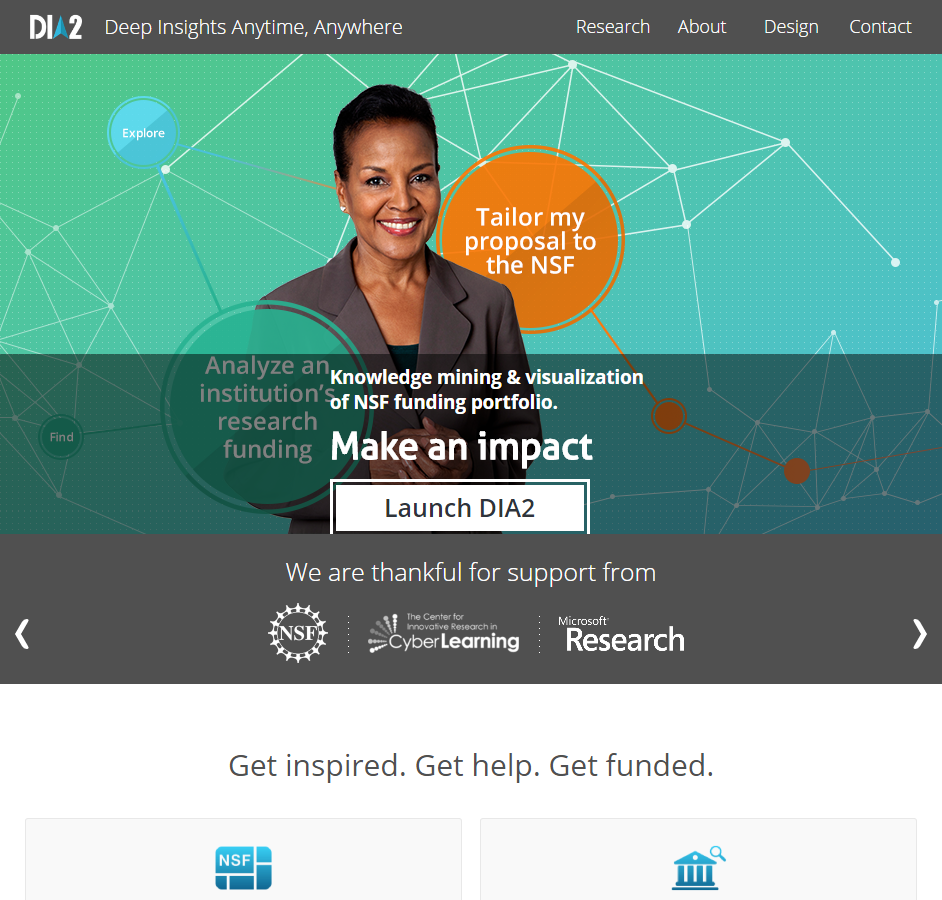 DIA2 Deep Insights Anytime, Anywhere Research About Design Contact
Explore
Tailor my
proposal to
the NSF
Analyze an
institution's
research
funding
Find
Knowledge mining & visualization
of NSF funding portfolio.
Make an impact
Launch DIA2
We are thankful for support from
NSF
The Center for
Innovative Research in
CyberLearning
Microsoft®
Research
Get inspired. Get help. Get funded.
NSF